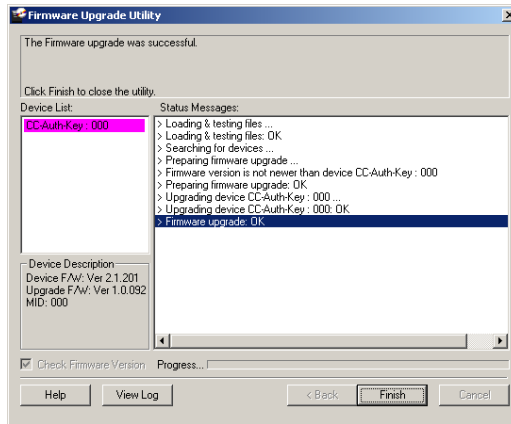 Firmware Upgrade Utility
The Firmware upgrade was successful.
Click Finish to close the utility.
Device List:
CC-Auth-Key : 000
Status Messages:
> Loading & testing files ...
> Loading & testing files: OK
> Searching for devices ...
> Preparing firmware upgrade ...
> Firmware version is not newer than device CC-Auth-Key : 000
> Preparing firmware upgrade: OK
> Upgrading device CC-Auth-Key : 000 ...
> Upgrading device CC-Auth-Key : 000: OK
> Firmware upgrade: OK
Device Description
Device F/W: Ver 2.1.201
Upgrade F/W: Ver 1.0.092
MID: 000
Check Firmware Version
Progress...
Help
View Log
< Back
Finish
Cancel